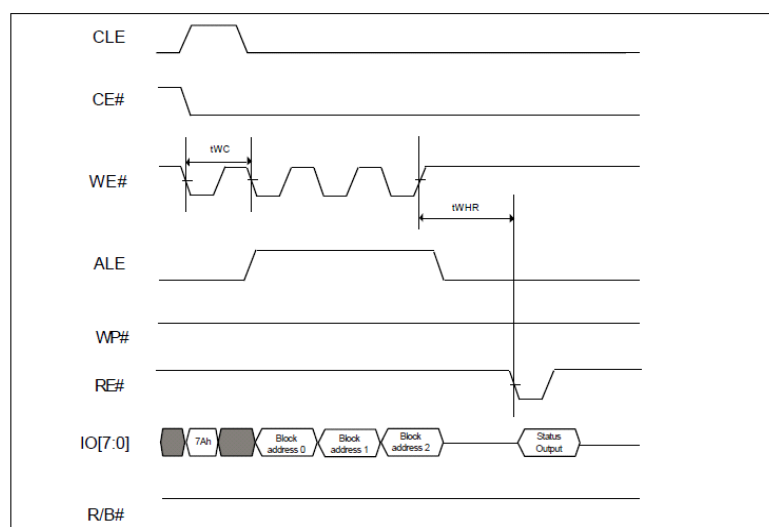 CLE
CE#
tWC
WE#
tWHR
ALE
WP#
RE#
IO[7:0]
7Ah
Block
address 0
Block
address 1
Block
address 2
Status
Output
R/B#